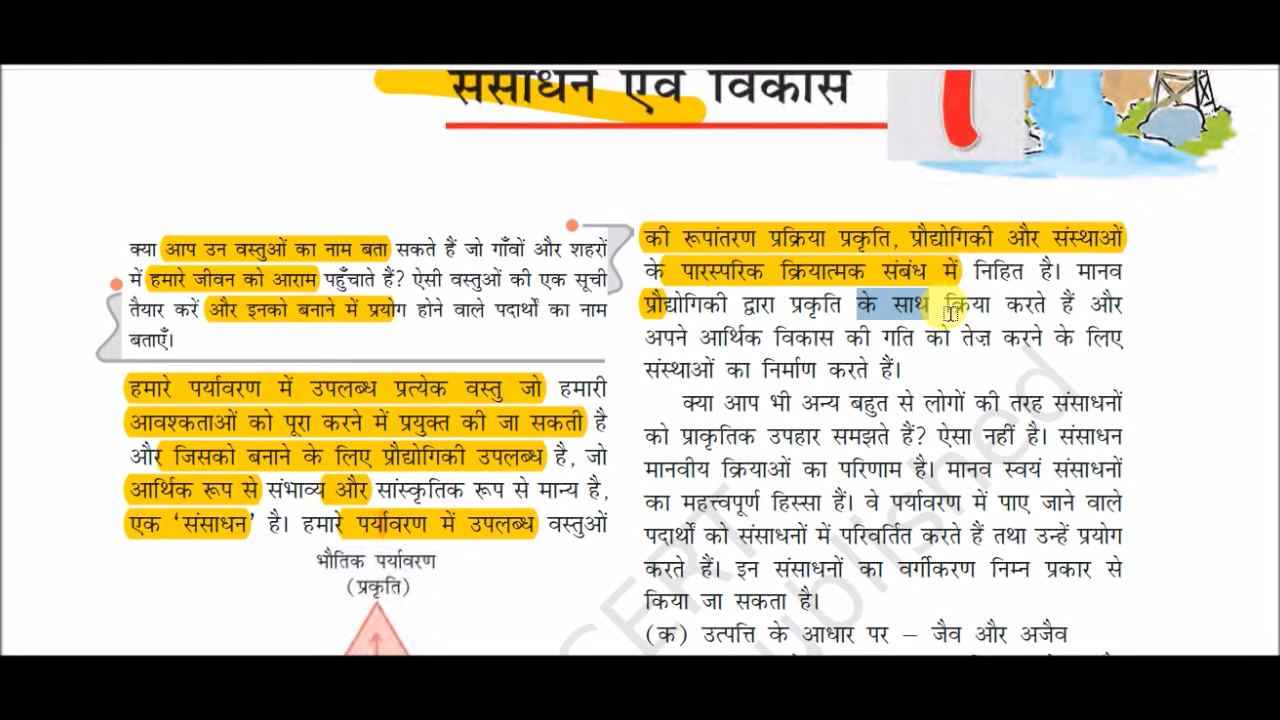 संसाधन एवं विकास
क्या आप उन वस्तुओं का नाम बता सकते हैं जो गाँवों और शहरों
में हमारे जीवन को आराम पहुँचाते हैं? ऐसी वस्तुओं की एक सूची
तैयार करें और इनको बनाने में प्रयोग होने वाले पदार्थों का नाम
बताएँ।
हमारे पर्यावरण में उपलब्ध प्रत्येक वस्तु जो हमारी
आवश्कताओं को पूरा करने में प्रयुक्त की जा सकती है
और जिसको बनाने के लिए प्रौद्योगिकी उपलब्ध है, जो
आर्थिक रूप से संभाव्य और सांस्कृतिक रूप से मान्य है,
एक ‘संसाधन’ है। हमारे पर्यावरण में उपलब्ध वस्तुओं
भौतिक पर्यावरण
(प्रकृति)
की रूपांतरण प्रक्रिया प्रकृति, प्रौद्योगिकी और संस्थाओं
के पारस्परिक क्रियात्मक संबंध में निहित है। मानव
प्रौद्योगिकी द्वारा प्रकृति के साथ क्रिया करते हैं और
अपने आर्थिक विकास की गति को तेज़ करने के लिए
संस्थाओं का निर्माण करते हैं।
क्या आप भी अन्य बहुत से लोगों की तरह संसाधनों
को प्राकृतिक उपहार समझते हैं? ऐसा नहीं है। संसाधन
मानवीय क्रियाओं का परिणाम है। मानव स्वयं संसाधनों
का महत्त्वपूर्ण हिस्सा हैं। वे पर्यावरण में पाए जाने वाले
पदार्थों को संसाधनों में परिवर्तित करते हैं तथा उन्हें प्रयोग
करते हैं। इन संसाधनों का वर्गीकरण निम्न प्रकार से
किया जा सकता है।
(क) उत्पत्ति के आधार पर – जैव और अजैव